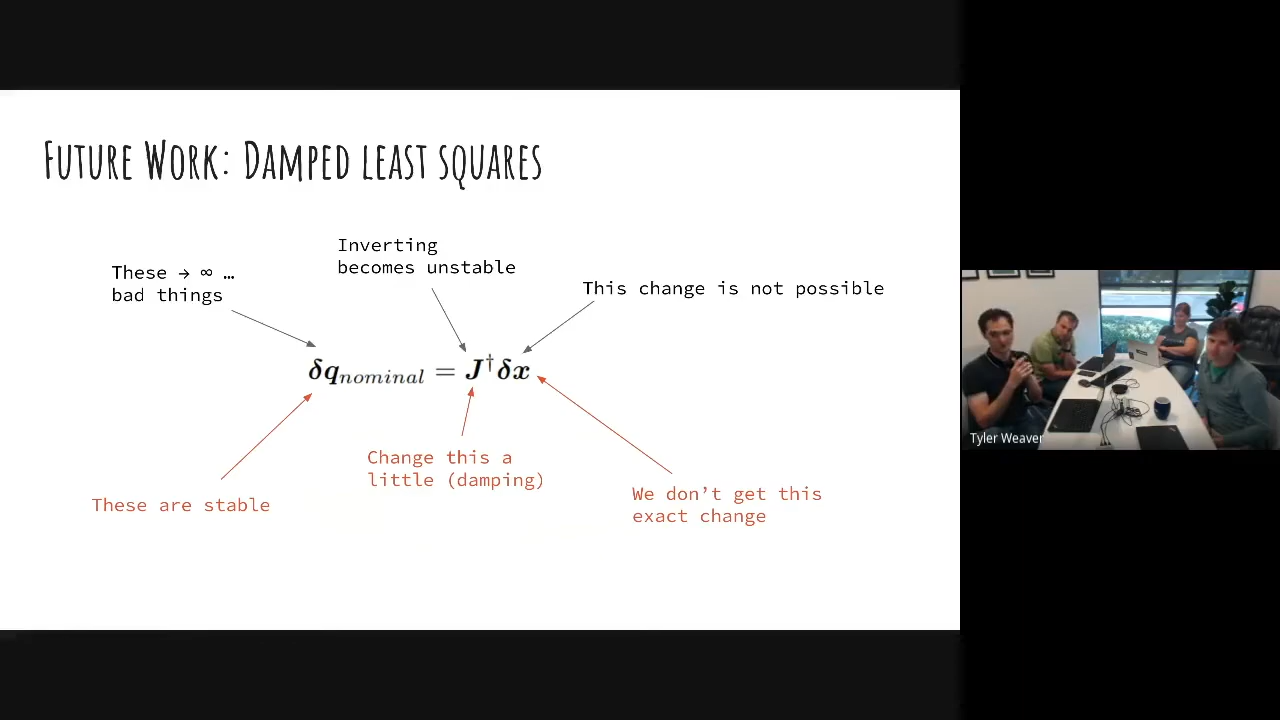 Future Work: Damped least squares
Inverting
becomes unstable
These → ∞ …
bad things
This change is not possible
δq_nominal = J†δx
Change this a
little (damping)
These are stable
We don’t get this
exact change
Tyler Weaver